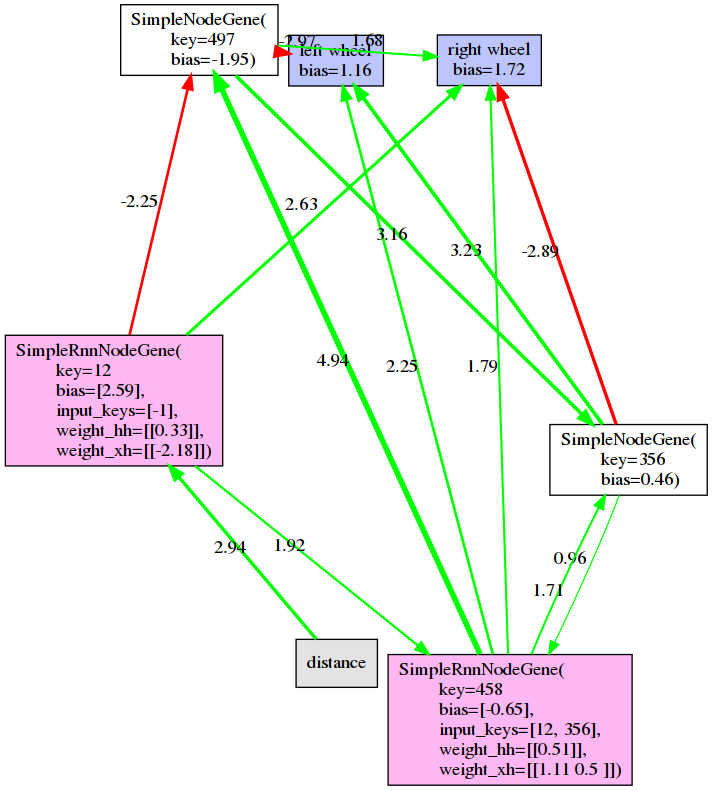 SimpleNodeGene(
key=497
bias=-1.95)
-2.97
1.68
left wheel
bias=1.16
right wheel
bias=1.72
-2.25
2.63
3.16
3.23
-2.89
SimpleRnnNodeGene(
key=12
bias=[2.59],
input_keys=[-1],
weight_hh=[[0.33]],
weight_xh=[[-2.18]])
4.94
2.25
1.79
SimpleNodeGene(
key=356
bias=0.46)
2.94
1.92
0.96
1.71
distance
SimpleRnnNodeGene(
key=458
bias=[-0.65],
input_keys=[12, 356],
weight_hh=[[0.51]],
weight_xh=[[1.11 0.5 ]])